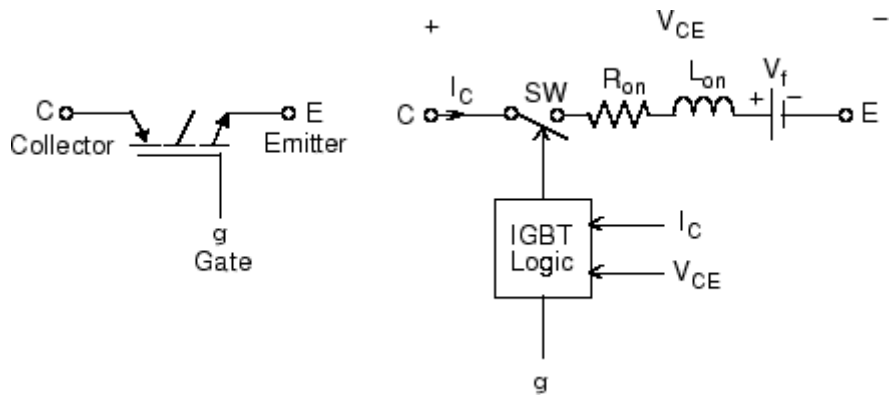 C
Collector
E
Emitter
g
Gate
+ V_CE −
C
I_C
SW
R_on
L_on
V_f
+ −
E
IGBT
Logic
I_C
V_CE
g